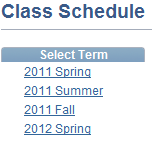 Class Schedule
Select Term
2011 Spring
2011 Summer
2011 Fall
2012 Spring